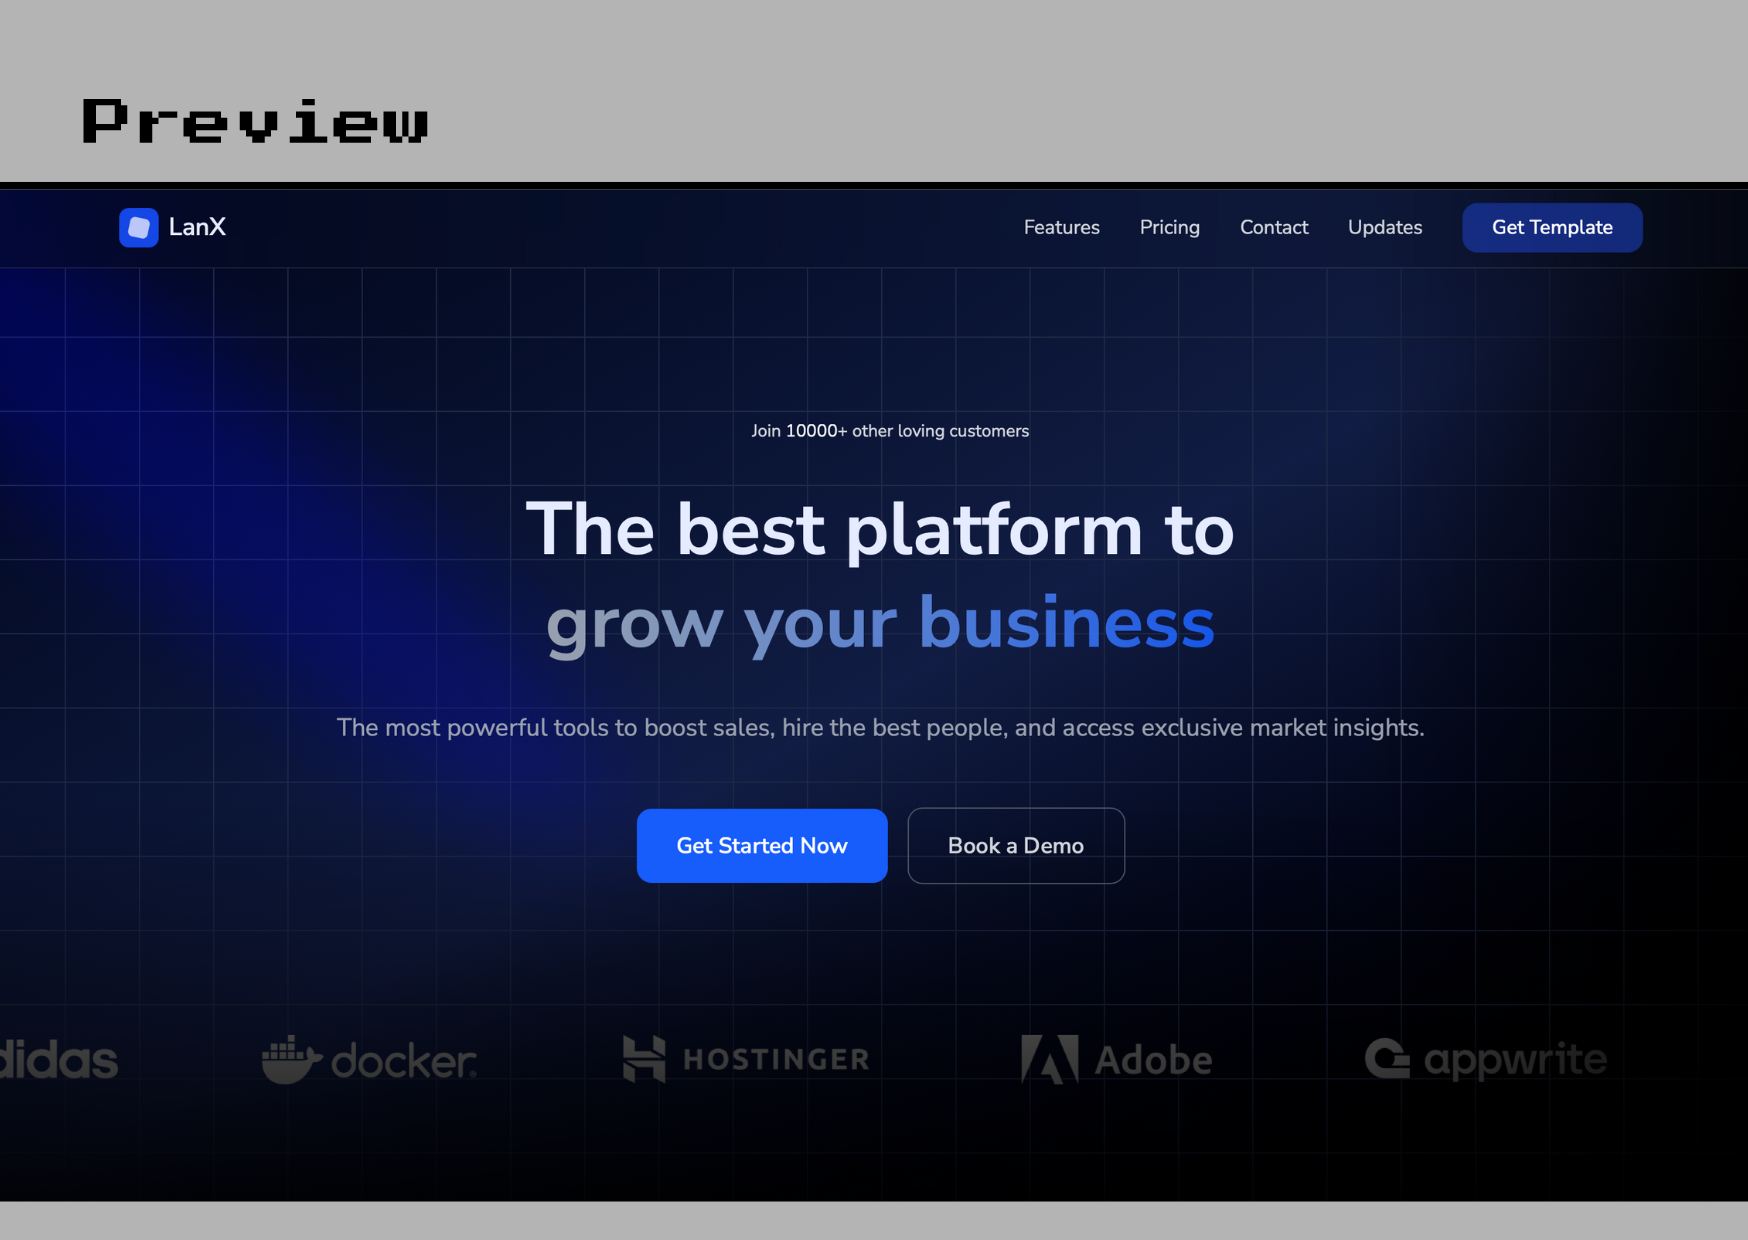 Preview
LanX
Features Pricing Contact Updates Get Template
Join 10000+ other loving customers
The best platform to
grow your business
The most powerful tools to boost sales, hire the best people, and access exclusive market insights.
Get Started Now Book a Demo
didas docker. HOSTINGER Adobe appwrite